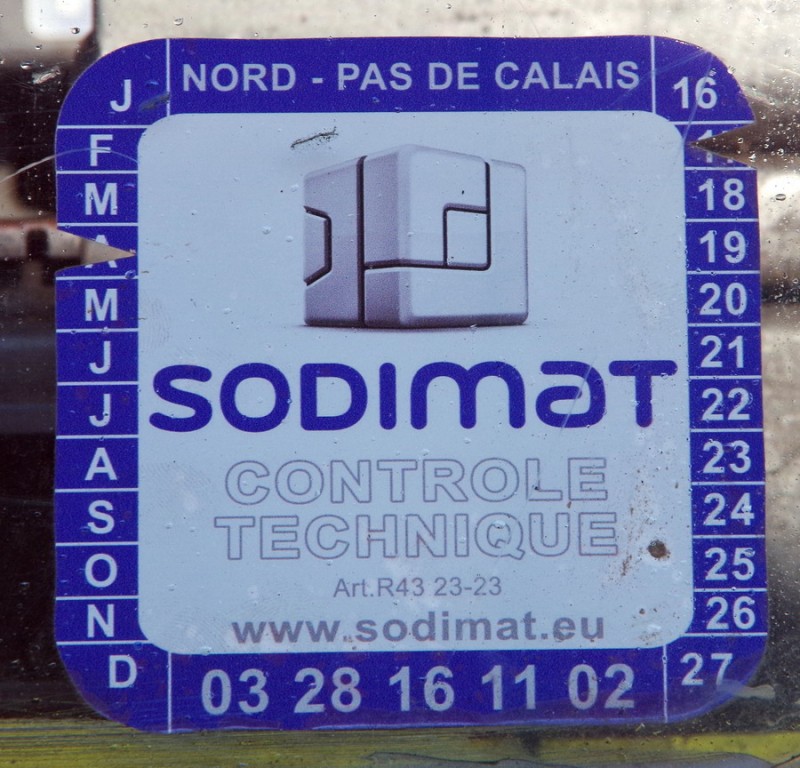 NORD - PAS DE CALAIS
J
F
M
A
M
J
J
A
S
O
N
D
16
18
19
20
21
22
23
24
25
26
27
SODIMAT
CONTROLE
TECHNIQUE
Art.R43 23-23
www.sodimat.eu
03 28 16 11 02